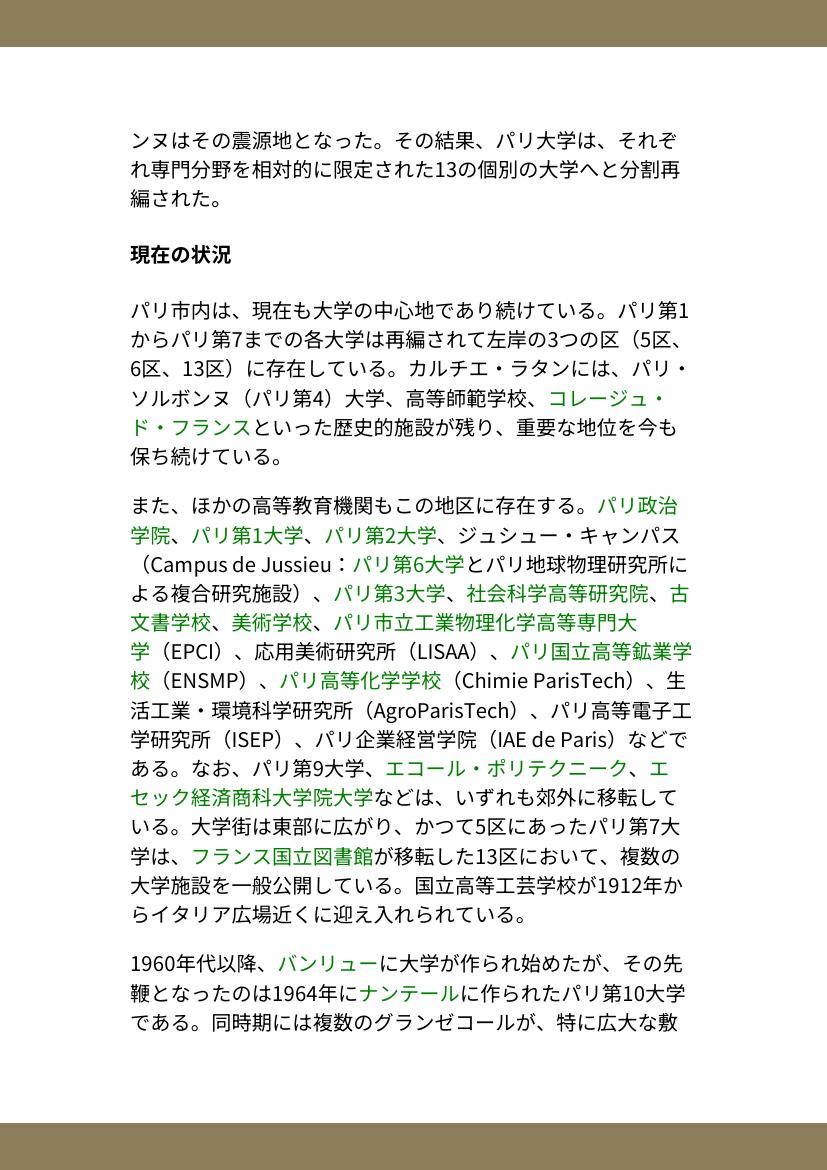 ンヌはその震源地となった。その結果、パリ大学は、それぞ
れ専門分野を相対的に限定された13の個別の大学へと分割再
編された。
現在の状況
パリ市内は、現在も大学の中心地であり続けている。パリ第1
からパリ第7までの各大学は再編されて左岸の3つの区（5区、
6区、13区）に存在している。カルチエ・ラタンには、パリ・
ソルボンヌ（パリ第4）大学、高等師範学校、コレージュ・
ド・フランスといった歴史的施設が残り、重要な地位を今も
保ち続けている。
また、ほかの高等教育機関もこの地区に存在する。パリ政治
学院、パリ第1大学、パリ第2大学、ジュシュー・キャンパス
（Campus de Jussieu：パリ第6大学とパリ地球物理研究所に
よる複合研究施設）、パリ第3大学、社会科学高等研究院、古
文書学校、美術学校、パリ市立工業物理化学高等専門大
学（EPCI）、応用美術研究所（LISAA）、パリ国立高等鉱業学
校（ENSMP）、パリ高等化学学校（Chimie ParisTech）、生
活工業・環境科学研究所（AgroParisTech）、パリ高等電子工
学研究所（ISEP）、パリ企業経営学院（IAE de Paris）などで
ある。なお、パリ第9大学、エコール・ポリテクニーク、エ
セック経済商科大学院大学などは、いずれも郊外に移転して
いる。大学街は東部に広がり、かつて5区にあったパリ第7大
学は、フランス国立図書館が移転した13区において、複数の
大学施設を一般公開している。国立高等工芸学校が1912年か
らイタリア広場近くに迎え入れられている。
1960年代以降、バンリューに大学が作られ始めたが、その先
鞭となったのは1964年にナンテールに作られたパリ第10大学
である。同時期には複数のグランゼコールが、特に広大な敷